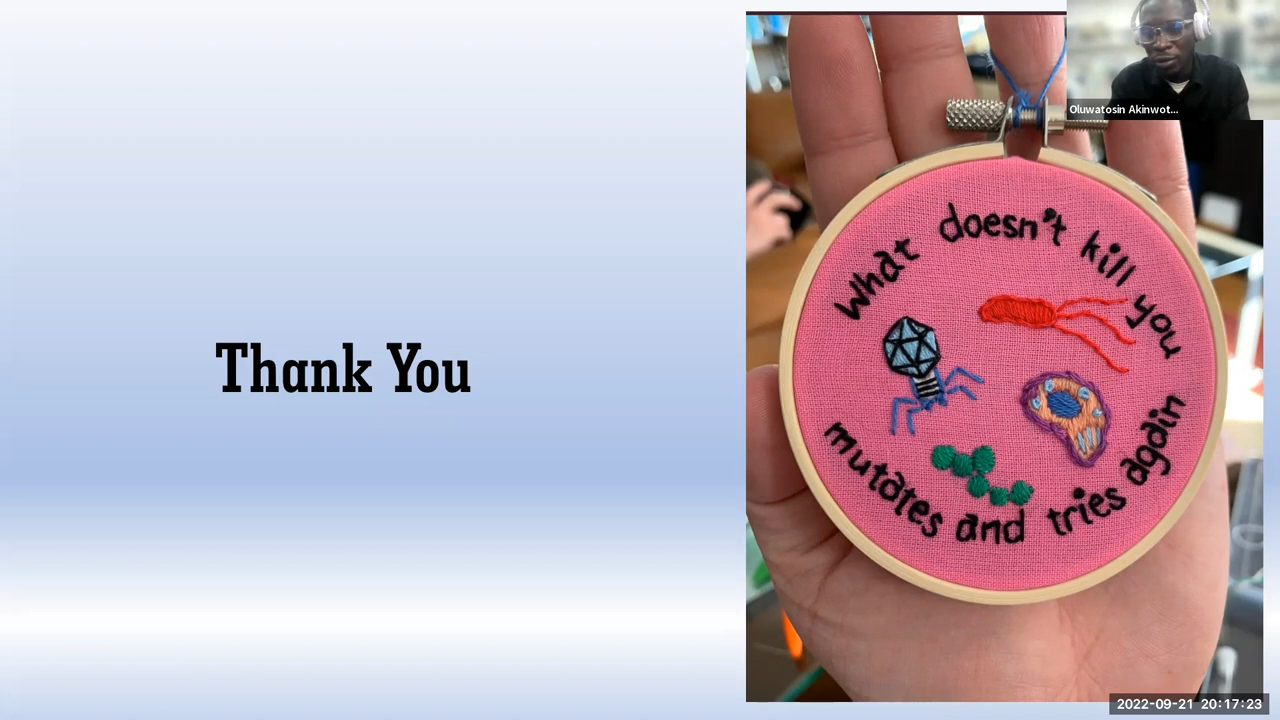 Thank You
What doesn't kill you
mutates and tries again
Oluwatosin Akinwot...
2022-09-21 20:17:23